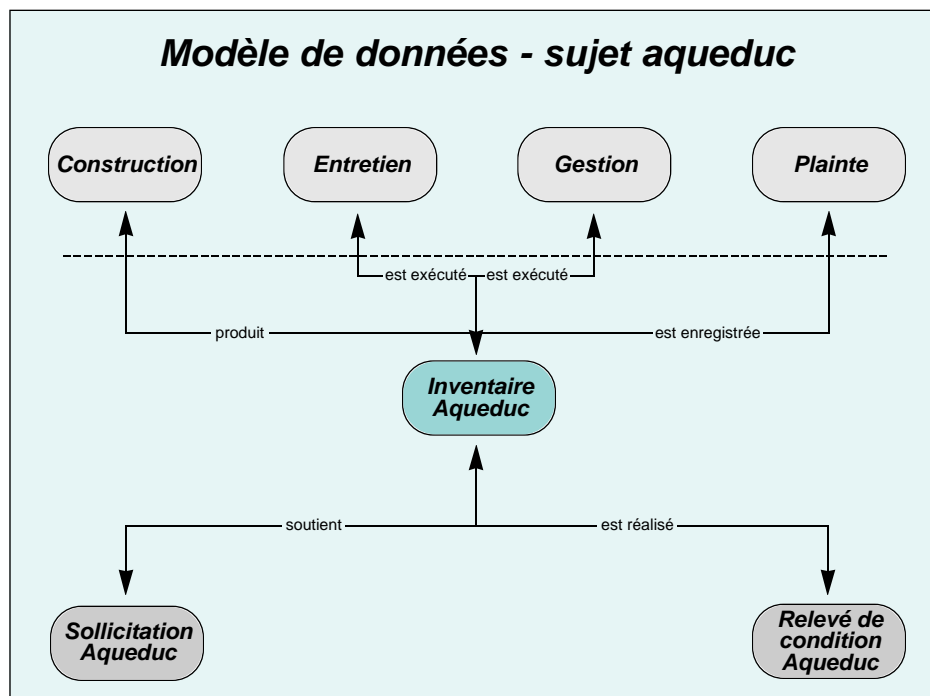 Modèle de données - sujet aqueduc
Construction
Entretien
Gestion
Plainte
est exécuté
est exécuté
produit
est enregistrée
Inventaire
Aqueduc
soutient
est réalisé
Sollicitation
Aqueduc
Relevé de
condition
Aqueduc